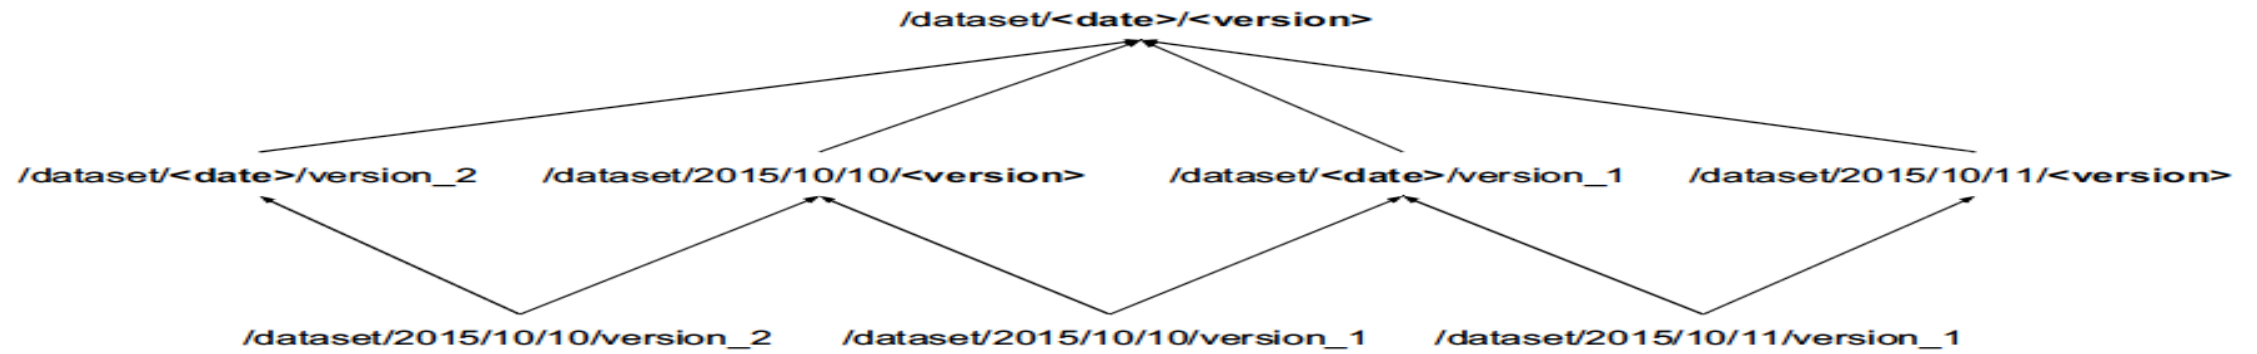 /dataset/<date>/<version>
/dataset/<date>/version_2
/dataset/2015/10/10/<version>
/dataset/<date>/version_1
/dataset/2015/10/11/<version>
/dataset/2015/10/10/version_2
/dataset/2015/10/10/version_1
/dataset/2015/10/11/version_1